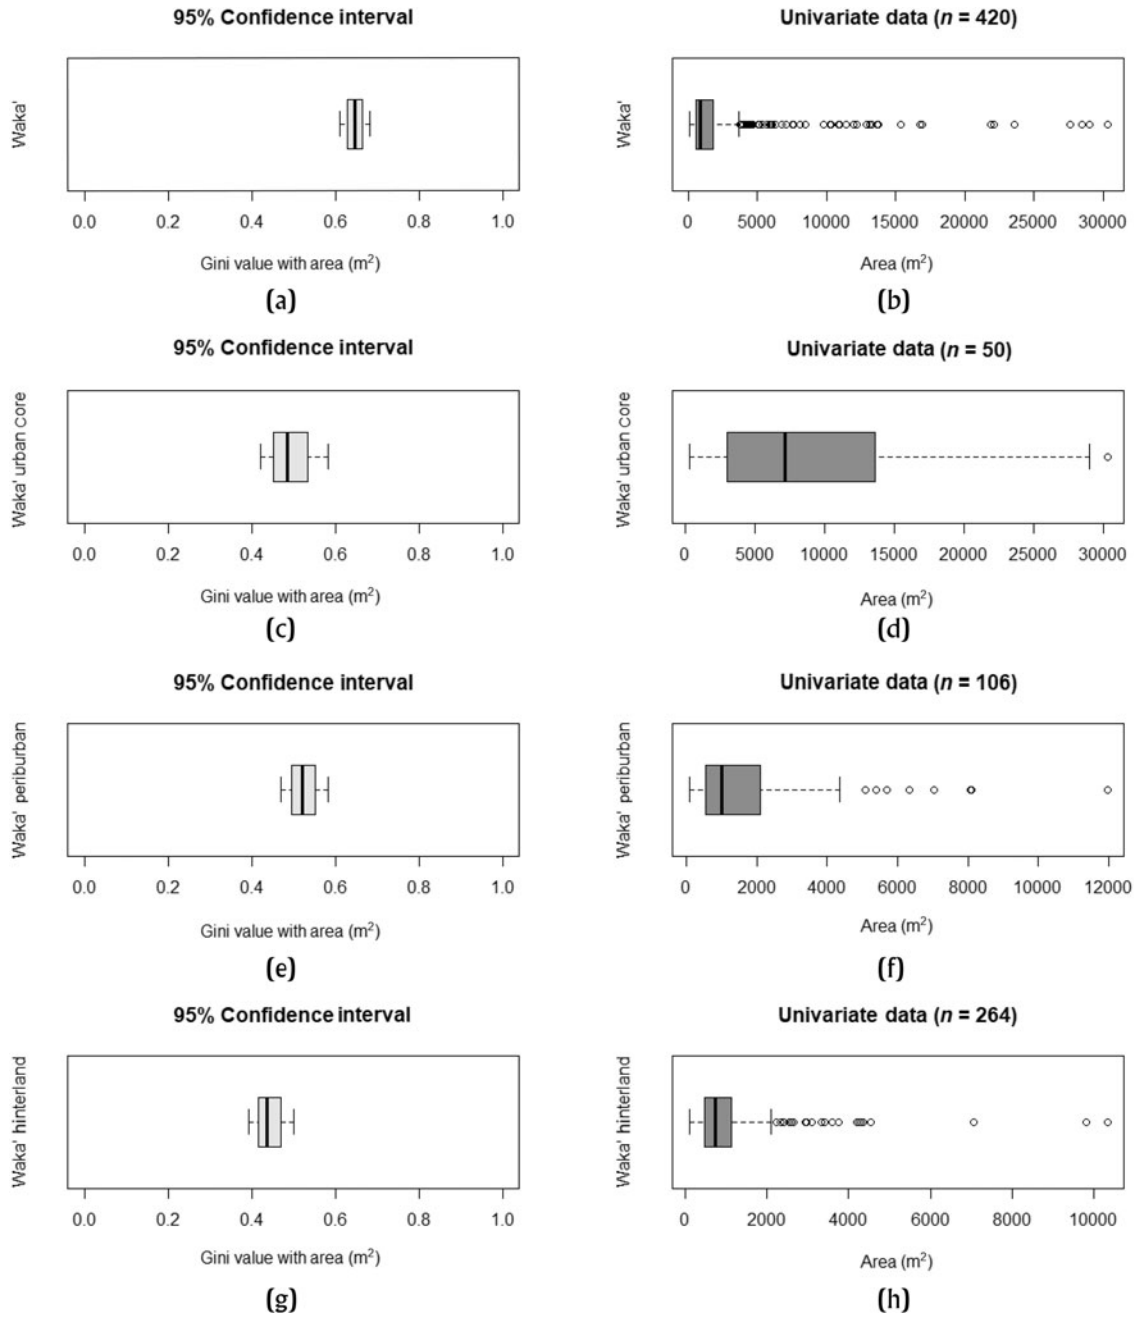 95% Confidence interval
Univariate data (n = 420)
Waka'
Waka'
0.0 0.2 0.4 0.6 0.8 1.0
0 5000 10000 15000 20000 25000 30000
Gini value with area (m²)
Area (m²)
(a)
(b)
95% Confidence interval
Univariate data (n = 50)
Waka' urban core
Waka' urban core
0.0 0.2 0.4 0.6 0.8 1.0
0 5000 10000 15000 20000 25000 30000
Gini value with area (m²)
Area (m²)
(c)
(d)
95% Confidence interval
Univariate data (n = 106)
Waka' periburban
Waka' periburban
0.0 0.2 0.4 0.6 0.8 1.0
0 2000 4000 6000 8000 10000 12000
Gini value with area (m²)
Area (m²)
(e)
(f)
95% Confidence interval
Univariate data (n = 264)
Waka' hinterland
Waka' hinterland
0.0 0.2 0.4 0.6 0.8 1.0
0 2000 4000 6000 8000 10000
Gini value with area (m²)
Area (m²)
(g)
(h)